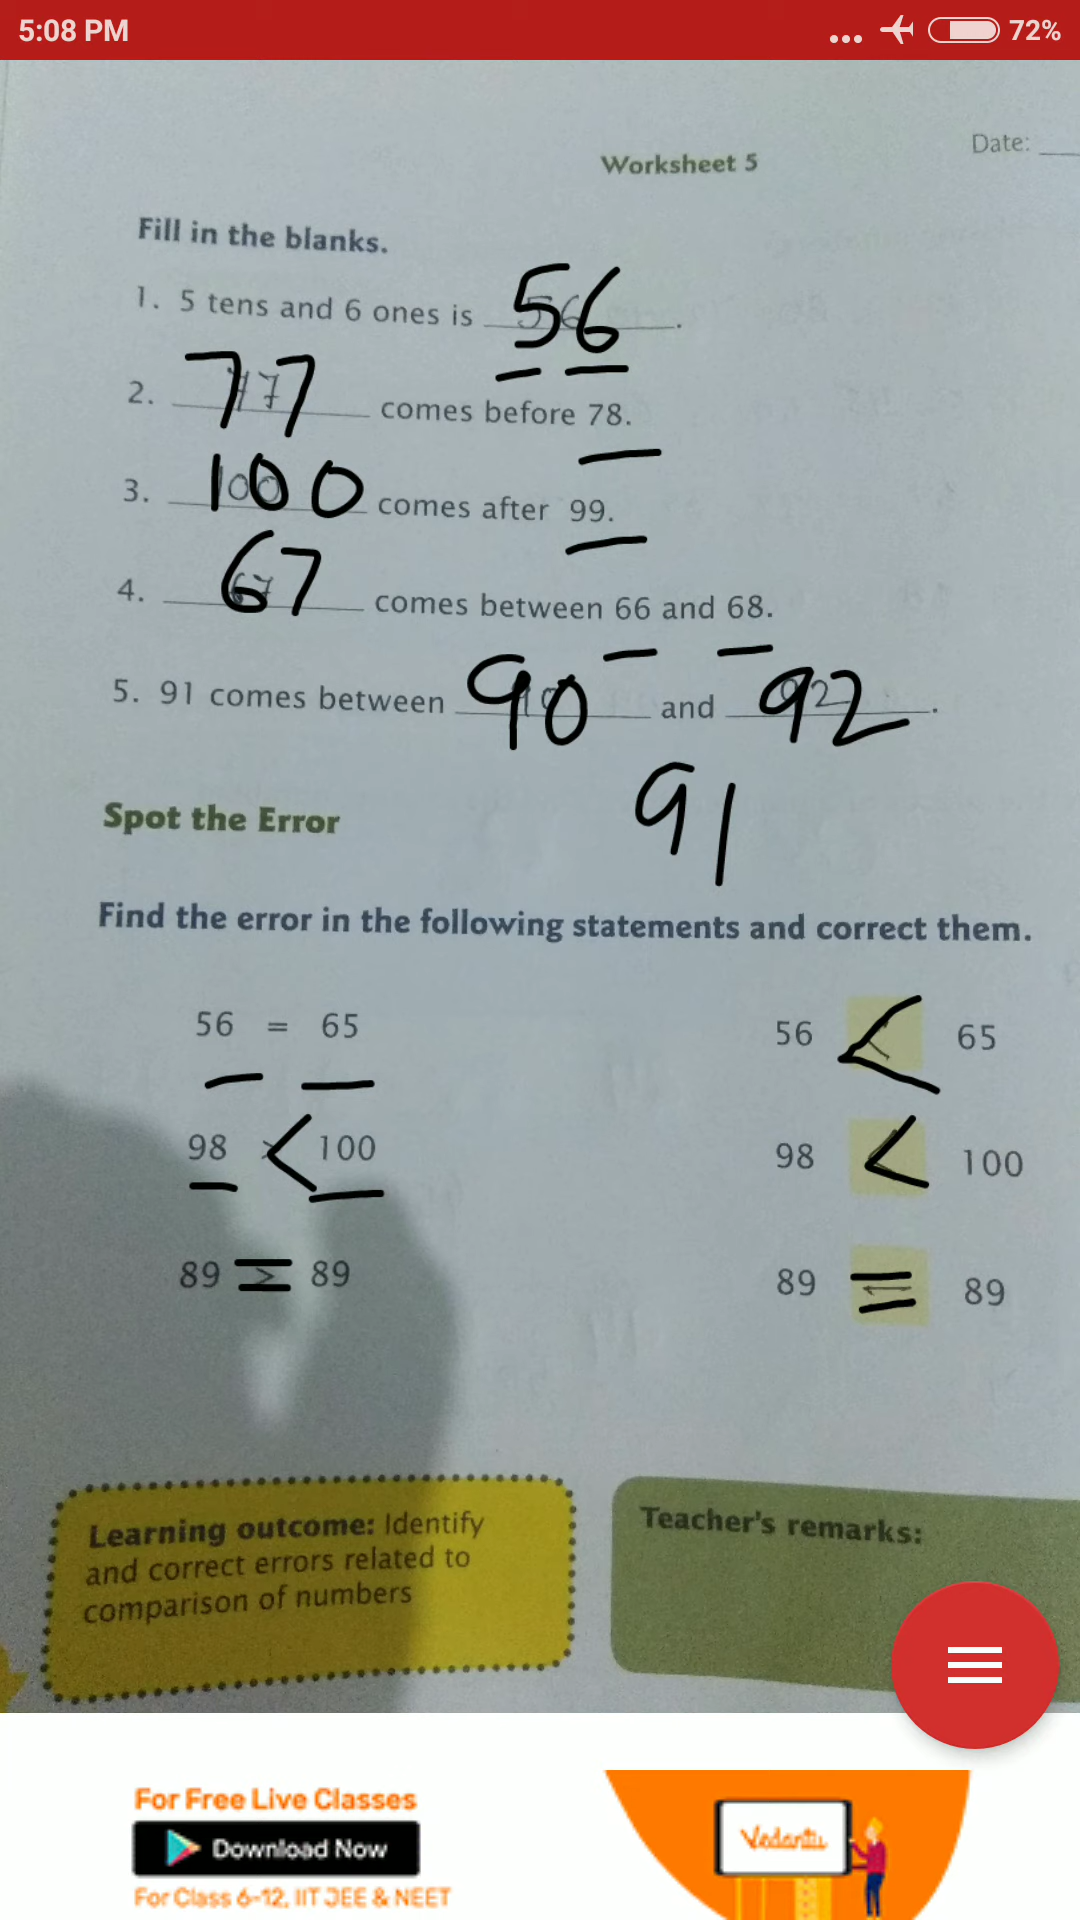 5:08 PM ... 72%
Date:
Worksheet 5
Fill in the blanks.
1. 5 tens and 6 ones is 56.
2. 77 comes before 78.
3. 100 comes after 99.
4. 67 comes between 66 and 68.
5. 91 comes between 90 and 92.
91
Spot the Error
Find the error in the following statements and correct them.
56 = 65 56 < 65
98 < 100 98 < 100
89 = 89 89 = 89
Learning outcome: Identify
and correct errors related to
comparison of numbers
Teacher's remarks:
For Free Live Classes
Download Now
For Class 6-12, IIT JEE & NEET
Vedantu